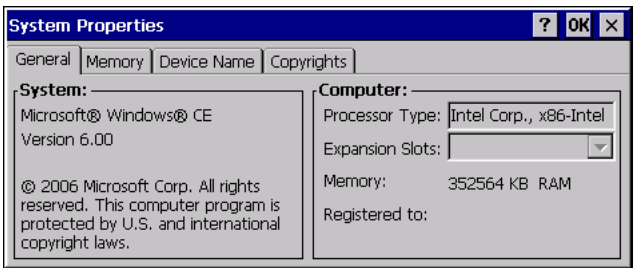 System Properties ? OK ×
General Memory Device Name Copyrights
System:
Microsoft® Windows® CE
Version 6.00
© 2006 Microsoft Corp. All rights
reserved. This computer program is
protected by U.S. and international
copyright laws.
Computer:
Processor Type: Intel Corp., x86-Intel
Expansion Slots:
Memory: 352564 KB RAM
Registered to: